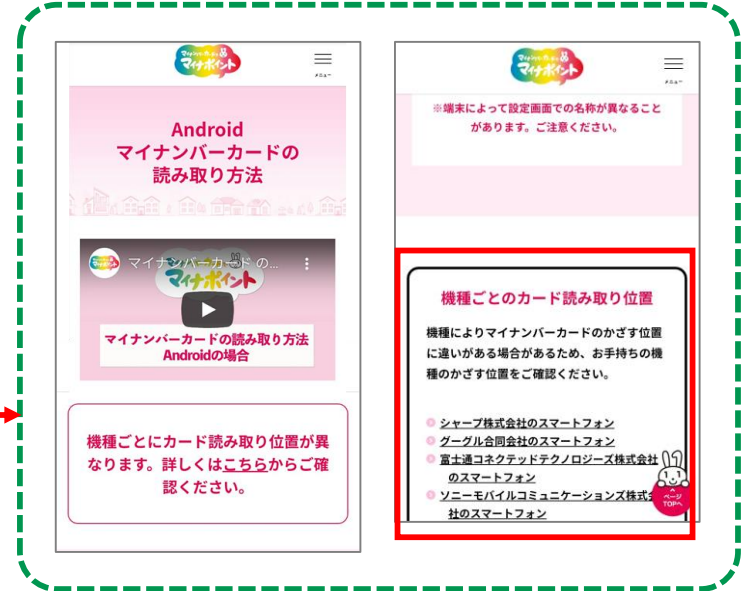 マイナポイント
メニュー
Android
マイナンバーカードの
読み取り方法
マイナンバーカード の...
マイナポイント
マイナンバーカードの読み取り方法
Androidの場合
機種ごとにカード読み取り位置が異
なります。詳しくはこちらからご確
認ください。
マイナポイント
メニュー
※端末によって設定画面での名称が異なること
があります。ご注意ください。
機種ごとのカード読み取り位置
機種によりマイナンバーカードのかざす位置
に違いがある場合があるため、お手持ちの機
種のかざす位置をご確認ください。
シャープ株式会社のスマートフォン
グーグル合同会社のスマートフォン
富士通コネクテッドテクノロジーズ株式会社
のスマートフォン
ソニーモバイルコミュニケーションズ株式会
社のスマートフォン
ページ
TOPへ